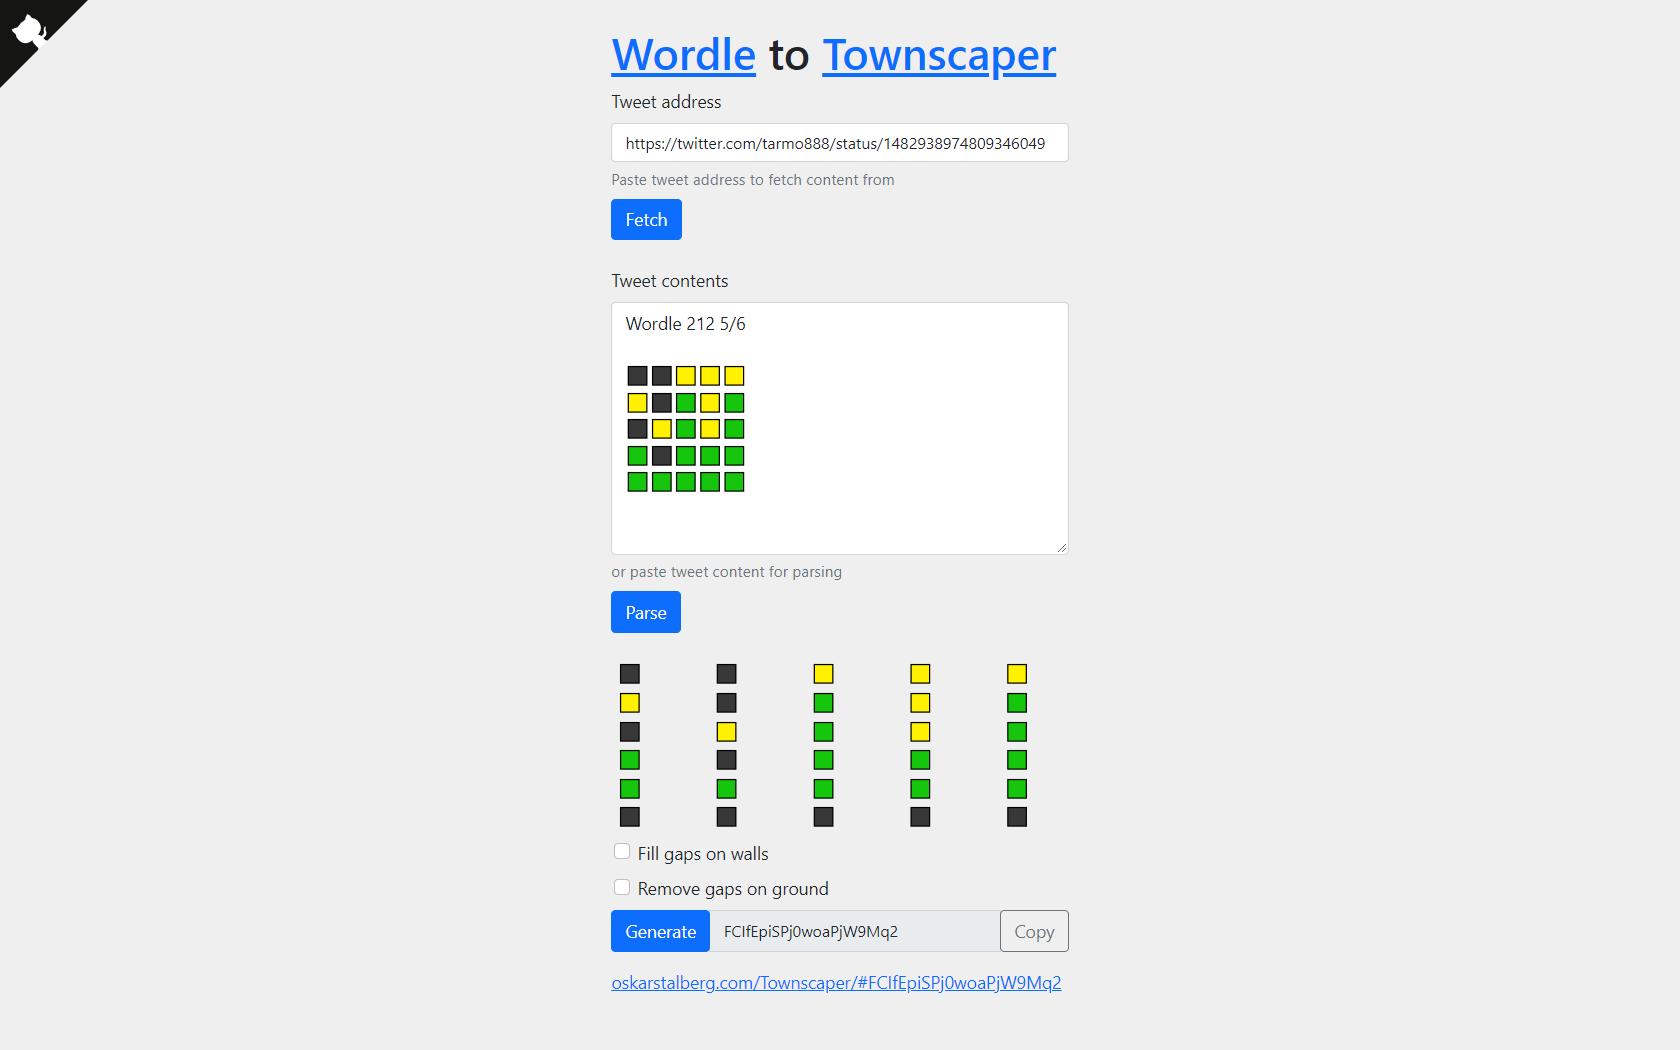 Wordle to Townscaper
Tweet address
https://twitter.com/tarmo888/status/1482938974809346049
Paste tweet address to fetch content from
Fetch
Tweet contents
Wordle 212 5/6
or paste tweet content for parsing
Parse
Fill gaps on walls
Remove gaps on ground
Generate FCIfEpiSPj0woaPjW9Mq2 Copy
oskarstalberg.com/Townscaper/#FCIfEpiSPj0woaPjW9Mq2